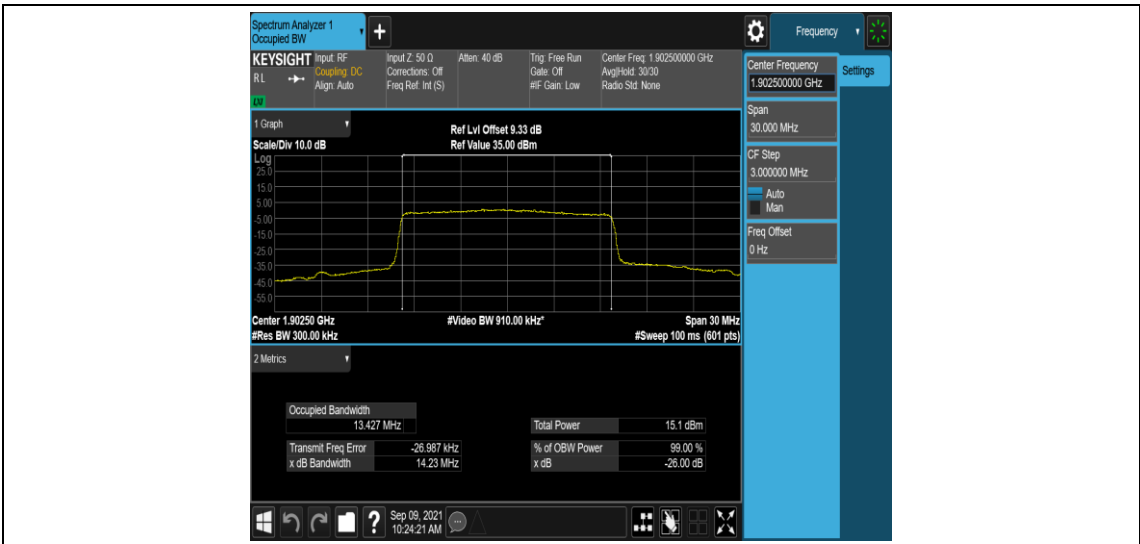 Spectrum Analyzer 1
Occupied BW
+
Frequency
KEYSIGHT Input: RF Input Z: 50 Ω Atten: 40 dB Trig: Free Run Center Freq: 1.902500000 GHz
RL Coupling: DC Corrections: Off Gate: Off Avg|Hold: 30/30
Align: Auto Freq Ref: Int (S) #IF Gain: Low Radio Std: None
LNI
Center Frequency
1.902500000 GHz
Settings
Span
30.000 MHz
CF Step
3.000000 MHz
Auto
Man
Freq Offset
0 Hz
1 Graph
Ref Lvl Offset 9.33 dB
Scale/Div 10.0 dB Ref Value 35.00 dBm
Log
25.0
15.0
5.00
-5.00
-15.0
-25.0
-35.0
-45.0
-55.0
Center 1.90250 GHz #Video BW 910.00 kHz* Span 30 MHz
#Res BW 300.00 kHz #Sweep 100 ms (601 pts)
2 Metrics
Occupied Bandwidth
13.427 MHz Total Power 15.1 dBm
Transmit Freq Error -26.987 kHz % of OBW Power 99.00 %
x dB Bandwidth 14.23 MHz x dB -26.00 dB
? Sep 09, 2021
10:24:21 AM